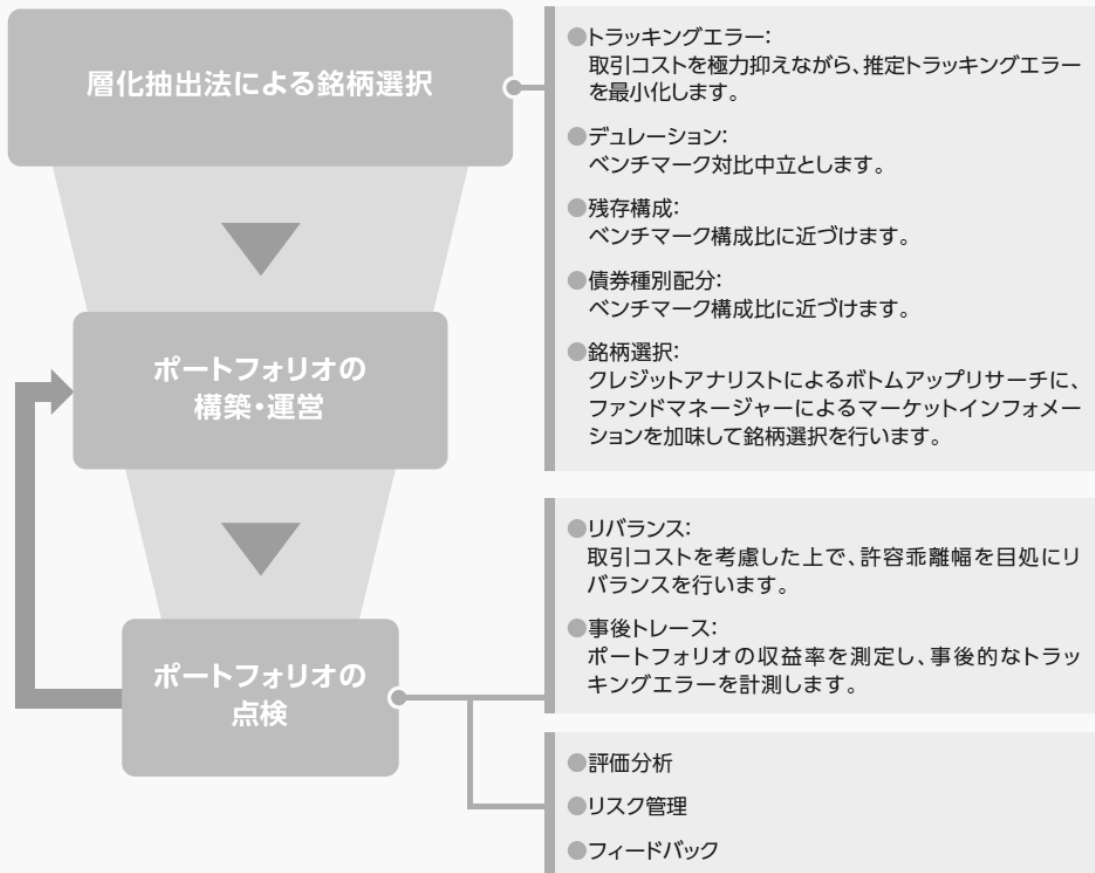 層化抽出法による銘柄選択
●トラッキングエラー：
取引コストを極力抑えながら、推定トラッキングエラー
を最小化します。
●デュレーション：
ベンチマーク対比中立とします。
●残存構成：
ベンチマーク構成比に近づけます。
●債券種別配分：
ベンチマーク構成比に近づけます。
●銘柄選択：
クレジットアナリストによるボトムアップリサーチに、
ファンドマネージャーによるマーケットインフォメー
ションを加味して銘柄選択を行います。
ポートフォリオの
構築・運営
●リバランス：
取引コストを考慮した上で、許容乖離幅を目処にリ
バランスを行います。
●事後トレース：
ポートフォリオの収益率を測定し、事後的なトラッ
キングエラーを計測します。
ポートフォリオの
点検
●評価分析
●リスク管理
●フィードバック